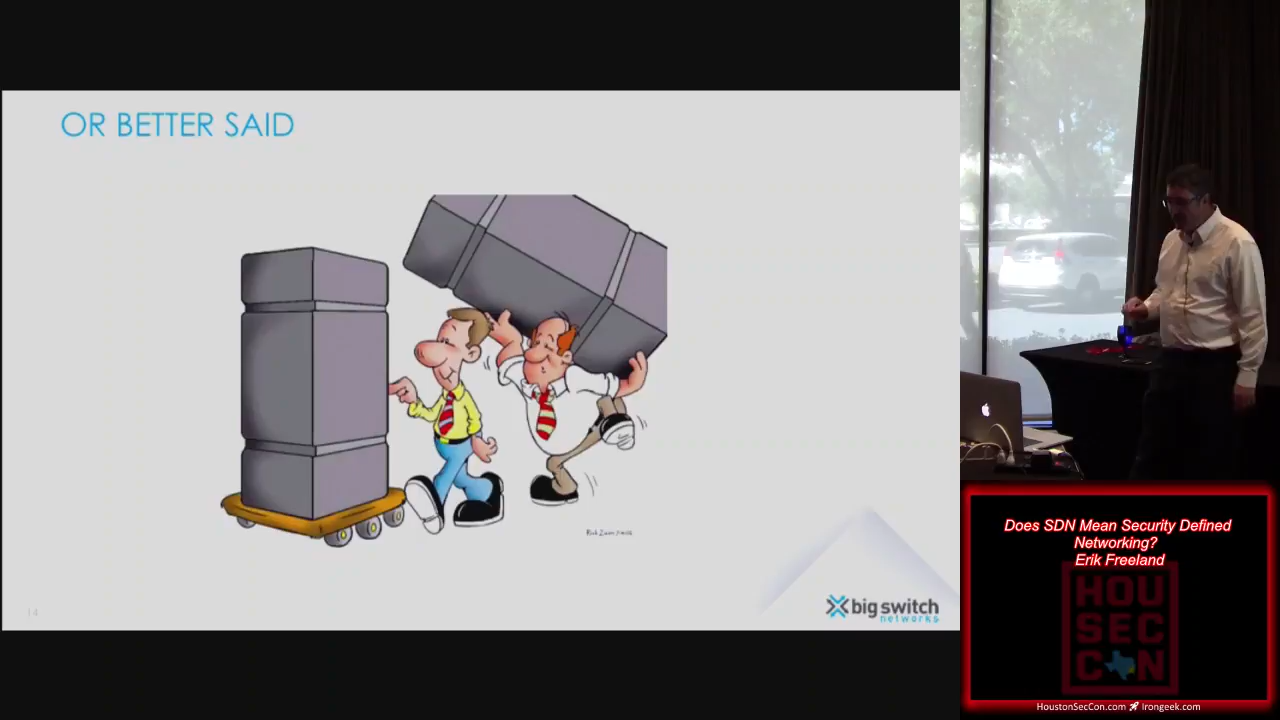 OR BETTER SAID
14
big switch
networks
Does SDN Mean Security Defined
Networking?
Erik Freeland
HOU
SEC
CON
HoustonSecCon.com Irongeek.com